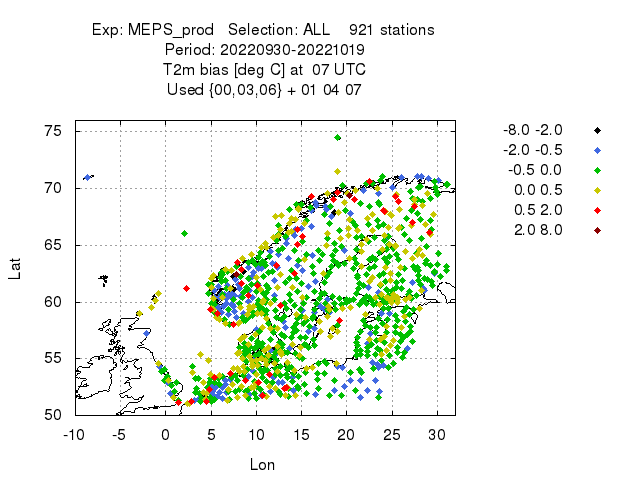 Exp: MEPS_prod   Selection: ALL    921 stations
Period: 20220930-20221019
T2m bias [deg C] at  07 UTC
Used {00,03,06} + 01 04 07
-8.0 -2.0
-2.0 -0.5
-0.5 0.0
0.0 0.5
0.5 2.0
2.0 8.0
75
70
65
60
55
50
Lat
-10 -5 0 5 10 15 20 25 30
Lon